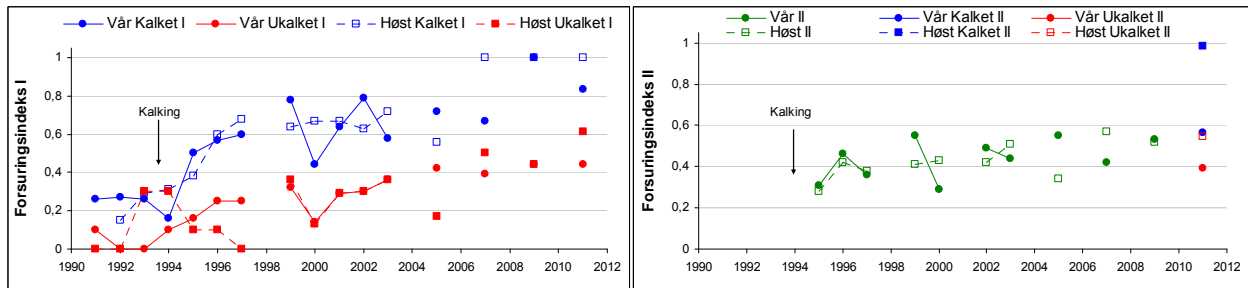 Vår Kalket I Vår Ukalket I Høst Kalket I Høst Ukalket I
Forsuringsindeks I
1
0,8
0,6
0,4
0,2
0
Kalking
1990 1992 1994 1996 1998 2000 2002 2004 2006 2008 2010 2012
Vår II Vår Kalket II Vår Ukalket II
Høst II Høst Kalket II Høst Ukalket II
Forsuringsindeks II
1
0,8
0,6
0,4
0,2
0
Kalking
1990 1992 1994 1996 1998 2000 2002 2004 2006 2008 2010 2012